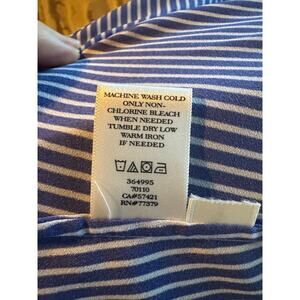 MACHINE WASH COLD
ONLY NON-
CHLORINE BLEACH
WHEN NEEDED
TUMBLE DRY LOW
WARM IRON
IF NEEDED
364995
70110
CA#57421
RN#77379